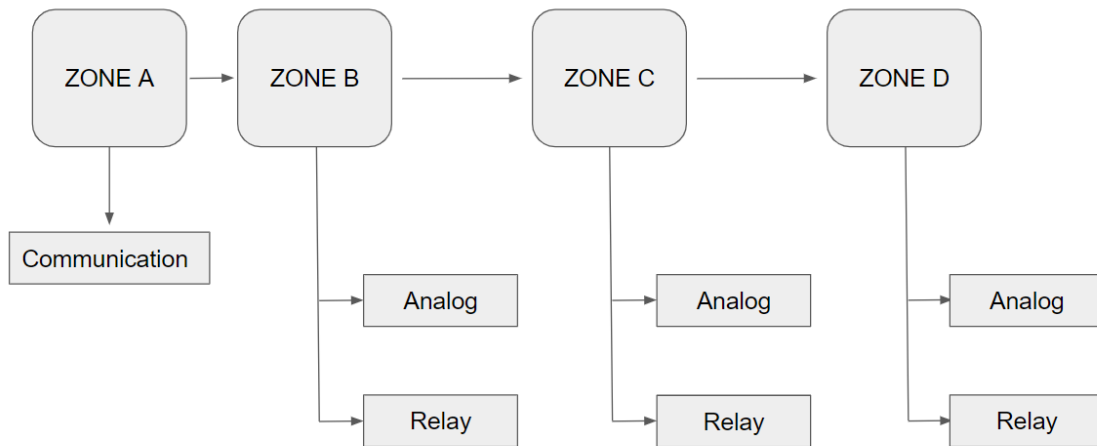 ZONE A
ZONE B
ZONE C
ZONE D
Communication
Analog
Analog
Analog
Relay
Relay
Relay